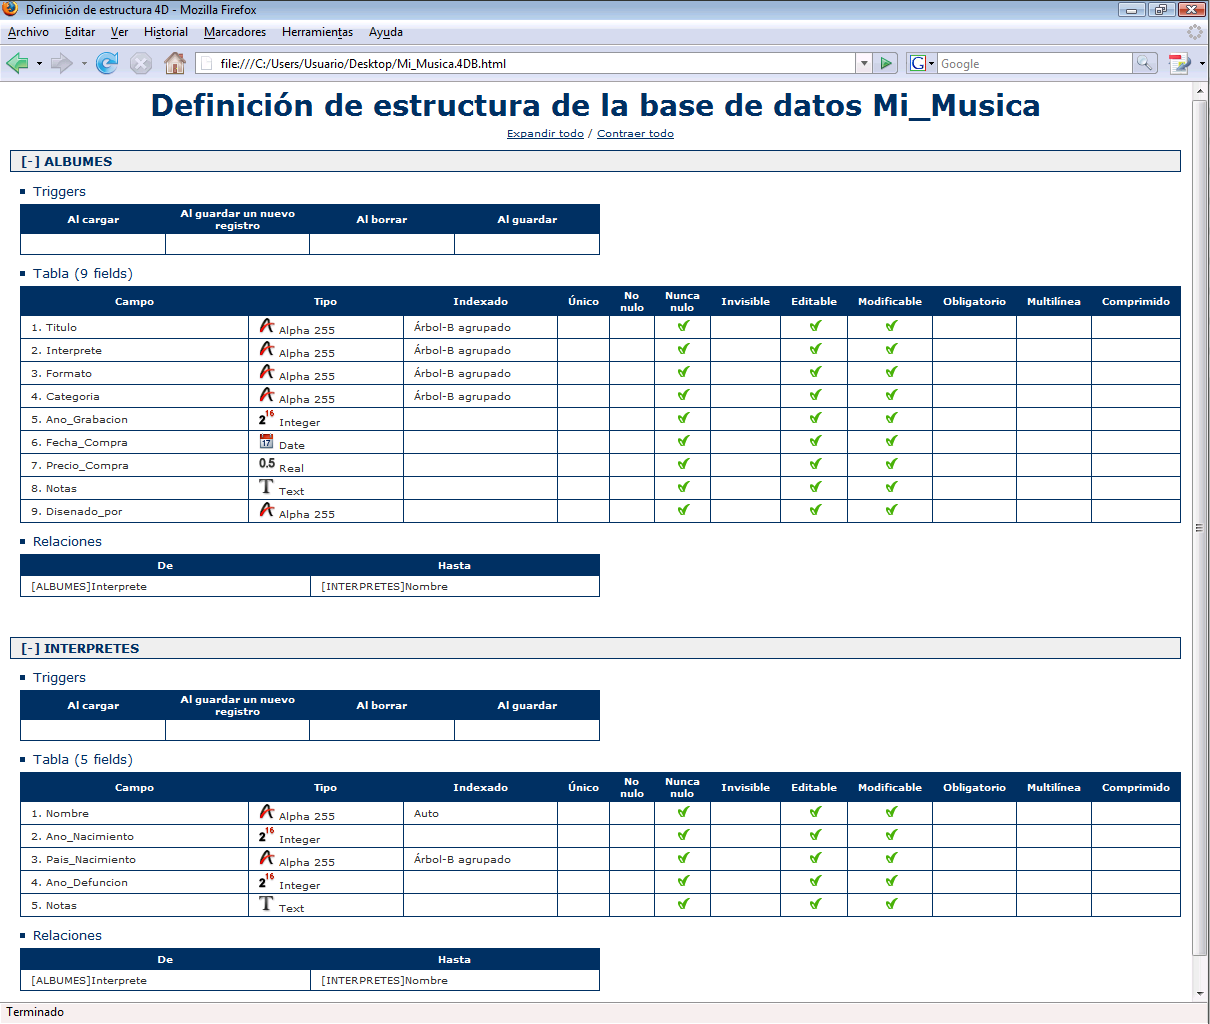 Definición de estructura 4D - Mozilla Firefox
Archivo Editar Ver Historial Marcadores Herramientas Ayuda
file:///C:/Users/Usuario/Desktop/Mi_Musica.4DB.html G Google
Definición de estructura de la base de datos Mi_Musica
Expandir todo / Contraer todo
[-] ALBUMES
Triggers
Al cargar Al guardar un nuevo registro Al borrar Al guardar
Tabla (9 fields)
Campo Tipo Indexado Único No nulo Nunca nulo Invisible Editable Modificable Obligatorio Multilínea Comprimido
1. Titulo Alpha 255 Árbol-B agrupado
2. Interprete Alpha 255 Árbol-B agrupado
3. Formato Alpha 255 Árbol-B agrupado
4. Categoria Alpha 255 Árbol-B agrupado
5. Ano_Grabacion 2^16 Integer
6. Fecha_Compra 17 Date
7. Precio_Compra 0.5 Real
8. Notas T Text
9. Disenado_por Alpha 255
Relaciones
De Hasta
[ALBUMES]Interprete [INTERPRETES]Nombre
[-] INTERPRETES
Triggers
Al cargar Al guardar un nuevo registro Al borrar Al guardar
Tabla (5 fields)
Campo Tipo Indexado Único No nulo Nunca nulo Invisible Editable Modificable Obligatorio Multilínea Comprimido
1. Nombre Alpha 255 Auto
2. Ano_Nacimiento 2^16 Integer
3. Pais_Nacimiento Alpha 255 Árbol-B agrupado
4. Ano_Defuncion 2^16 Integer
5. Notas T Text
Relaciones
De Hasta
[ALBUMES]Interprete [INTERPRETES]Nombre
Terminado